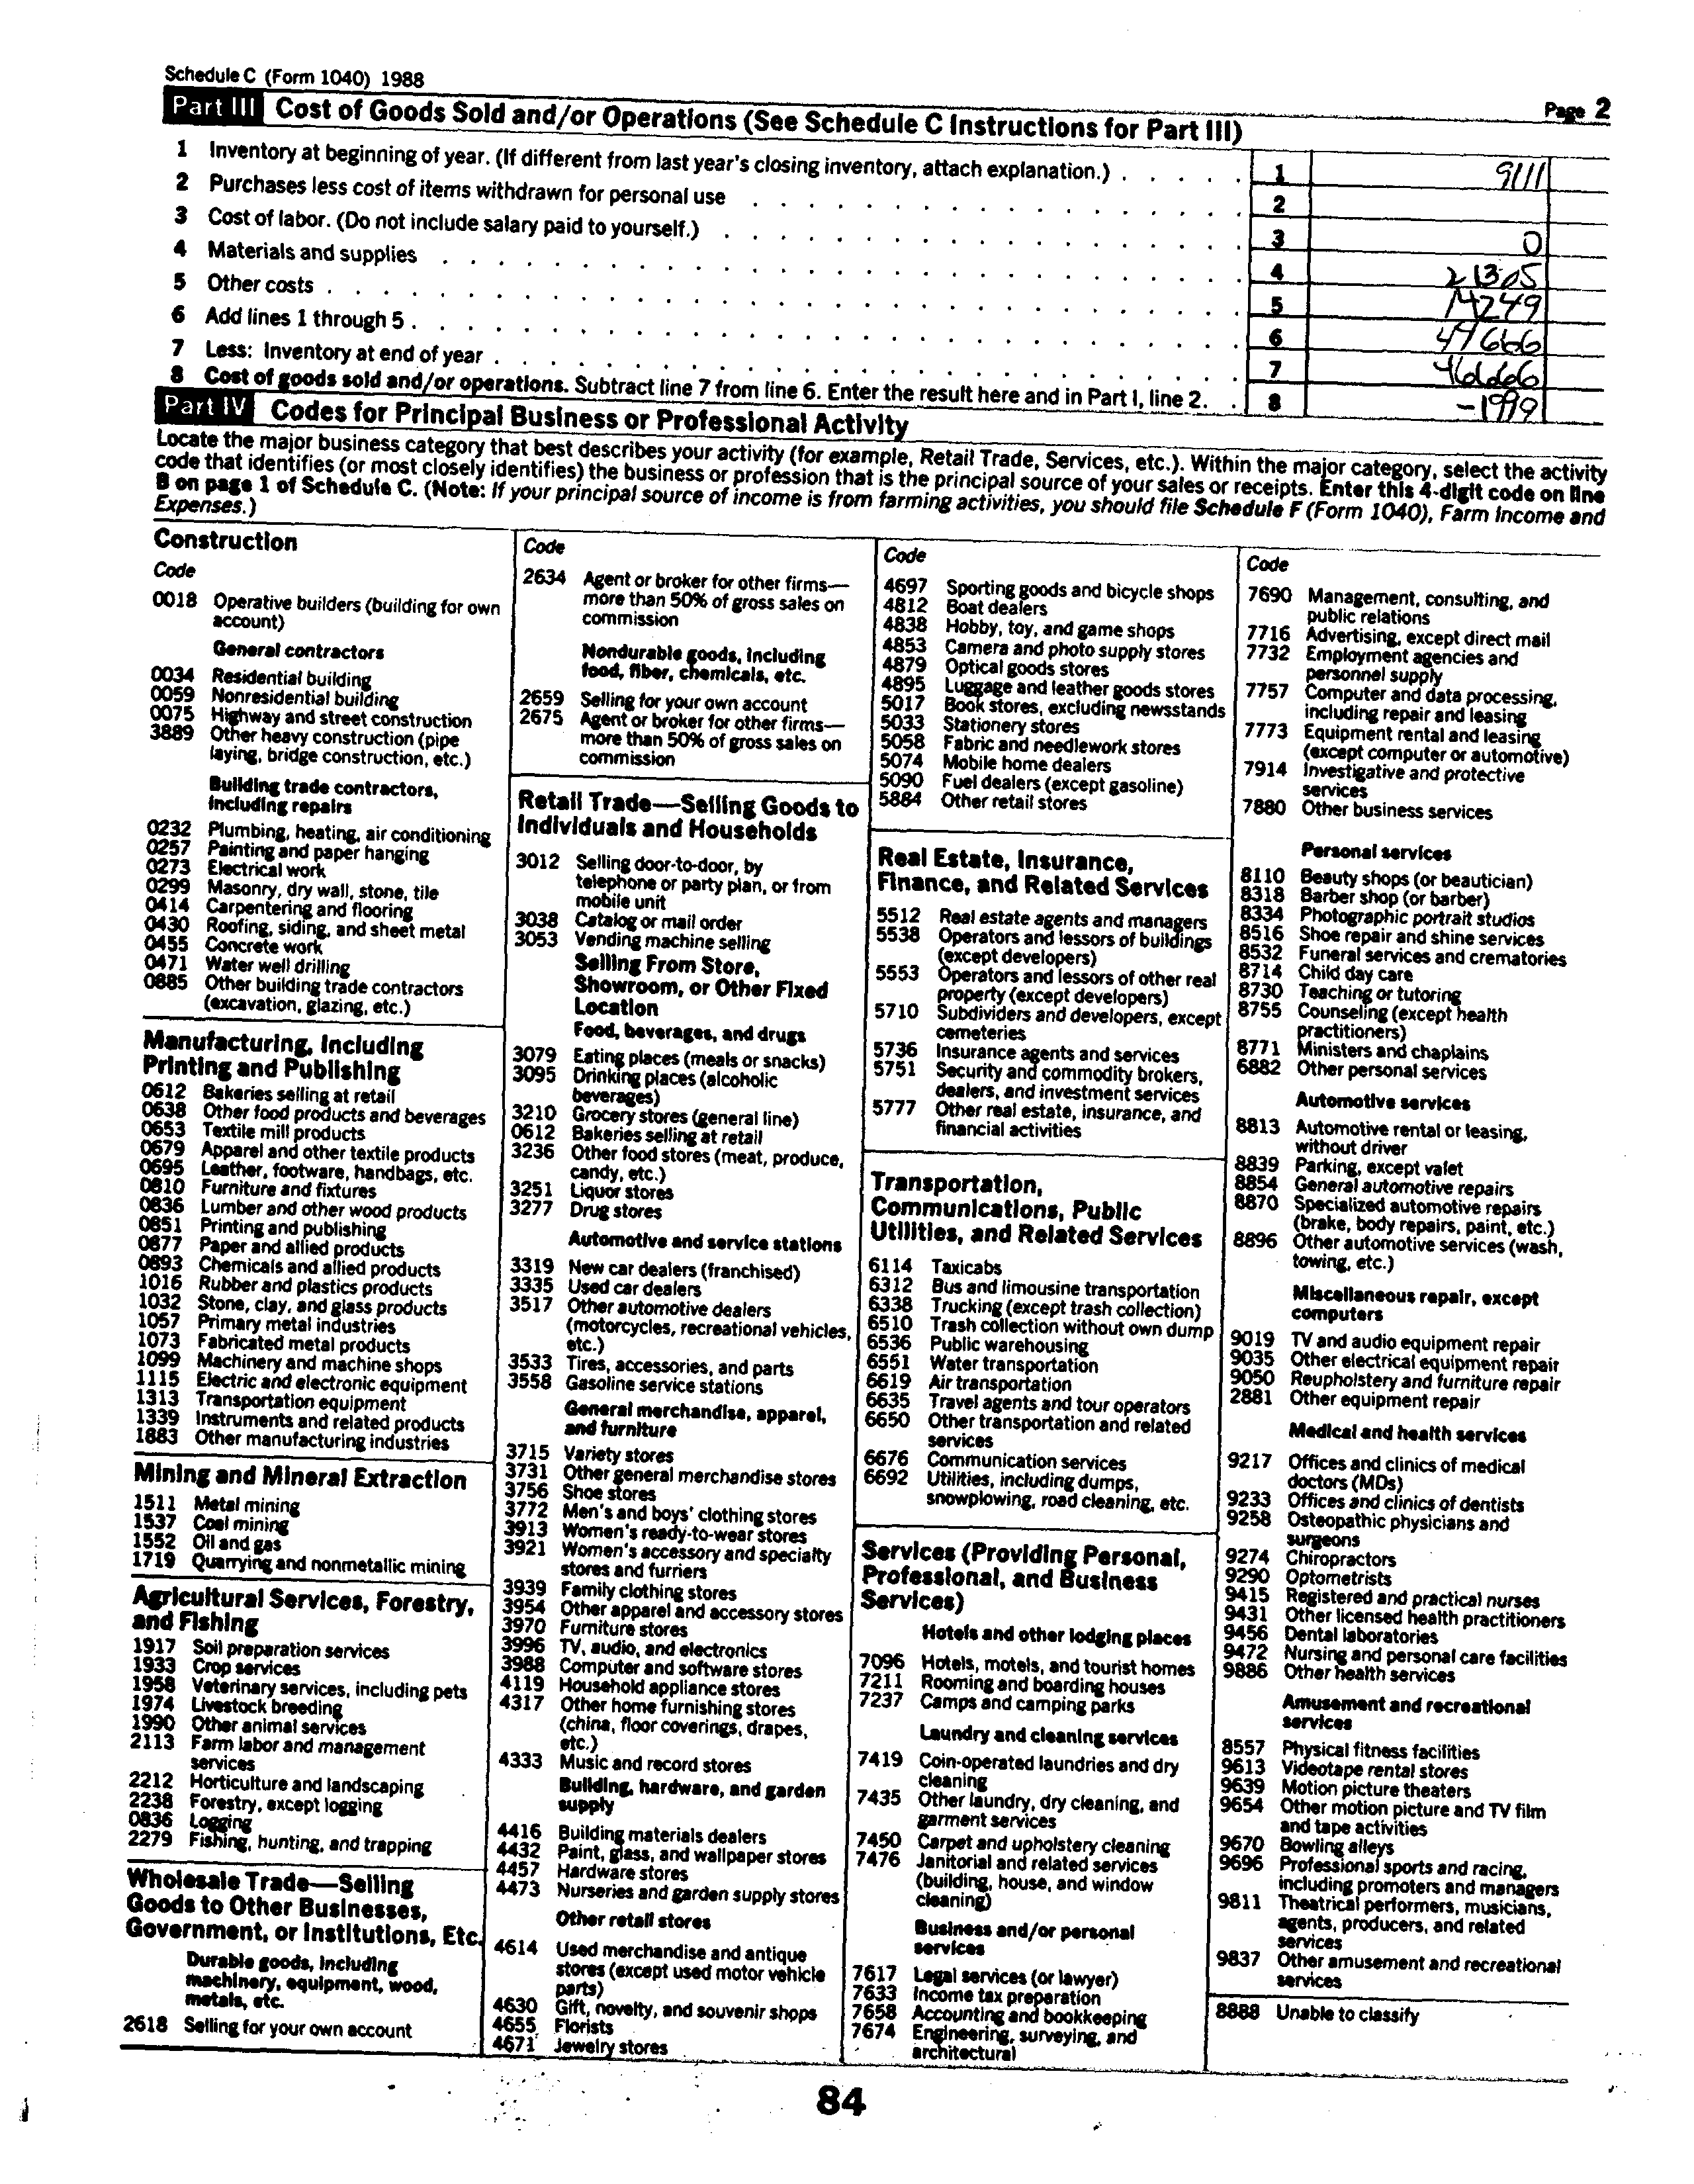 Schedule C (Form 1040) 1988
Page 2
Part III Cost of Goods Sold and/or Operations (See Schedule C Instructions for Part III)
1 Inventory at beginning of year. (If different from last year's closing inventory, attach explanation.) . . . . . 1 9111
2 Purchases less cost of items withdrawn for personal use 2
3 Cost of labor. (Do not include salary paid to yourself.) 3 0
4 Materials and supplies 4 21305
5 Other costs 5 14249
6 Add lines 1 through 5 6
7 Less: Inventory at end of year 7
8 Cost of goods sold and/or operations. Subtract line 7 from line 6. Enter the result here and in Part I, line 2. . 8 -1999
Part IV Codes for Principal Business or Professional Activity
Locate the major business category that best describes your activity (for example, Retail Trade, Services, etc.). Within the major category, select the activity
code that identifies (or most closely identifies) the business or profession that is the principal source of your sales or receipts. Enter this 4-digit code on line
B on page 1 of Schedule C. (Note: If your principal source of income is from farming activities, you should file Schedule F (Form 1040), Farm Income and
Expenses.)
Construction
Code
0018 Operative builders (building for own
account)
General contractors
0034 Residential building
0059 Nonresidential building
0075 Highway and street construction
3889 Other heavy construction (pipe
laying, bridge construction, etc.)
Building trade contractors,
including repairs
0232 Plumbing, heating, air conditioning
0257 Painting and paper hanging
0273 Electrical work
0299 Masonry, dry wall, stone, tile
0414 Carpentering and flooring
0430 Roofing, siding, and sheet metal
0455 Concrete work
0471 Water well drilling
0885 Other building trade contractors
(excavation, glazing, etc.)
Manufacturing, Including
Printing and Publishing
0612 Bakeries selling at retail
0638 Other food products and beverages
0653 Textile mill products
0679 Apparel and other textile products
0695 Leather, footware, handbags, etc.
0810 Furniture and fixtures
0836 Lumber and other wood products
0851 Printing and publishing
0877 Paper and allied products
0893 Chemicals and allied products
1016 Rubber and plastics products
1032 Stone, clay, and glass products
1057 Primary metal industries
1073 Fabricated metal products
1099 Machinery and machine shops
1115 Electric and electronic equipment
1313 Transportation equipment
1339 Instruments and related products
1883 Other manufacturing industries
Mining and Mineral Extraction
1511 Metal mining
1537 Coal mining
1552 Oil and gas
1719 Quarrying and nonmetallic mining
Agricultural Services, Forestry,
and Fishing
1917 Soil preparation services
1933 Crop services
1958 Veterinary services, including pets
1974 Livestock breeding
1990 Other animal services
2113 Farm labor and management
services
2212 Horticulture and landscaping
2238 Forestry, except logging
0836 Logging
2279 Fishing, hunting, and trapping
Wholesale Trade—Selling
Goods to Other Businesses,
Government, or Institutions, Etc.
Durable goods, including
machinery, equipment, wood,
metals, etc.
2618 Selling for your own account
Code
2634 Agent or broker for other firms—
more than 50% of gross sales on
commission
Nondurable goods, including
food, fiber, chemicals, etc.
2659 Selling for your own account
2675 Agent or broker for other firms—
more than 50% of gross sales on
commission
Retail Trade—Selling Goods to
Individuals and Households
3012 Selling door-to-door, by
telephone or party plan, or from
mobile unit
3038 Catalog or mail order
3053 Vending machine selling
Selling From Store,
Showroom, or Other Fixed
Location
Food, beverages, and drugs
3079 Eating places (meals or snacks)
3095 Drinking places (alcoholic
beverages)
3210 Grocery stores (general line)
0612 Bakeries selling at retail
3236 Other food stores (meat, produce,
candy, etc.)
3251 Liquor stores
3277 Drug stores
Automotive and service stations
3319 New car dealers (franchised)
3335 Used car dealers
3517 Other automotive dealers
(motorcycles, recreational vehicles,
etc.)
3533 Tires, accessories, and parts
3558 Gasoline service stations
General merchandise, apparel,
and furniture
3715 Variety stores
3731 Other general merchandise stores
3756 Shoe stores
3772 Men's and boys' clothing stores
3913 Women's ready-to-wear stores
3921 Women's accessory and specialty
stores and furriers
3939 Family clothing stores
3954 Other apparel and accessory stores
3970 Furniture stores
3996 TV, audio, and electronics
3988 Computer and software stores
4119 Household appliance stores
4317 Other home furnishing stores
(china, floor coverings, drapes,
etc.)
4333 Music and record stores
Building, hardware, and garden
supply
4416 Building materials dealers
4432 Paint, glass, and wallpaper stores
4457 Hardware stores
4473 Nurseries and garden supply stores
Other retail stores
4614 Used merchandise and antique
stores (except used motor vehicle
parts)
4630 Gift, novelty, and souvenir shops
4655 Florists
4671 Jewelry stores
Code
4697 Sporting goods and bicycle shops
4812 Boat dealers
4838 Hobby, toy, and game shops
4853 Camera and photo supply stores
4879 Optical goods stores
4895 Luggage and leather goods stores
5017 Book stores, excluding newsstands
5033 Stationery stores
5058 Fabric and needlework stores
5074 Mobile home dealers
5090 Fuel dealers (except gasoline)
5884 Other retail stores
Real Estate, Insurance,
Finance, and Related Services
5512 Real estate agents and managers
5538 Operators and lessors of buildings
(except developers)
5553 Operators and lessors of other real
property (except developers)
5710 Subdividers and developers, except
cemeteries
5736 Insurance agents and services
5751 Security and commodity brokers,
dealers, and investment services
5777 Other real estate, insurance, and
financial activities
Transportation,
Communications, Public
Utilities, and Related Services
6114 Taxicabs
6312 Bus and limousine transportation
6338 Trucking (except trash collection)
6510 Trash collection without own dump
6536 Public warehousing
6551 Water transportation
6619 Air transportation
6635 Travel agents and tour operators
6650 Other transportation and related
services
6676 Communication services
6692 Utilities, including dumps,
snowplowing, road cleaning, etc.
Services (Providing Personal,
Professional, and Business
Services)
Hotels and other lodging places
7096 Hotels, motels, and tourist homes
7211 Rooming and boarding houses
7237 Camps and camping parks
Laundry and cleaning services
7419 Coin-operated laundries and dry
cleaning
7435 Other laundry, dry cleaning, and
garment services
7450 Carpet and upholstery cleaning
7476 Janitorial and related services
(building, house, and window
cleaning)
Business and/or personal
services
7617 Legal services (or lawyer)
7633 Income tax preparation
7658 Accounting and bookkeeping
7674 Engineering, surveying, and
architectural
Code
7690 Management, consulting, and
public relations
7716 Advertising, except direct mail
7732 Employment agencies and
personnel supply
7757 Computer and data processing,
including repair and leasing
7773 Equipment rental and leasing
(except computer or automotive)
7914 Investigative and protective
services
7880 Other business services
Personal services
8110 Beauty shops (or beautician)
8318 Barber shop (or barber)
8334 Photographic portrait studios
8516 Shoe repair and shine services
8532 Funeral services and crematories
8714 Child day care
8730 Teaching or tutoring
8755 Counseling (except health
practitioners)
8771 Ministers and chaplains
6882 Other personal services
Automotive services
8813 Automotive rental or leasing,
without driver
8839 Parking, except valet
8854 General automotive repairs
8870 Specialized automotive repairs
(brake, body repairs, paint, etc.)
8896 Other automotive services (wash,
towing, etc.)
Miscellaneous repair, except
computers
9019 TV and audio equipment repair
9035 Other electrical equipment repair
9050 Reupholstery and furniture repair
2881 Other equipment repair
Medical and health services
9217 Offices and clinics of medical
doctors (MDs)
9233 Offices and clinics of dentists
9258 Osteopathic physicians and
surgeons
9274 Chiropractors
9290 Optometrists
9415 Registered and practical nurses
9431 Other licensed health practitioners
9456 Dental laboratories
9472 Nursing and personal care facilities
9886 Other health services
Amusement and recreational
services
8557 Physical fitness facilities
9613 Videotape rental stores
9639 Motion picture theaters
9654 Other motion picture and TV film
and tape activities
9670 Bowling alleys
9696 Professional sports and racing,
including promoters and managers
9811 Theatrical performers, musicians,
agents, producers, and related
services
9837 Other amusement and recreational
services
8888 Unable to classify
84